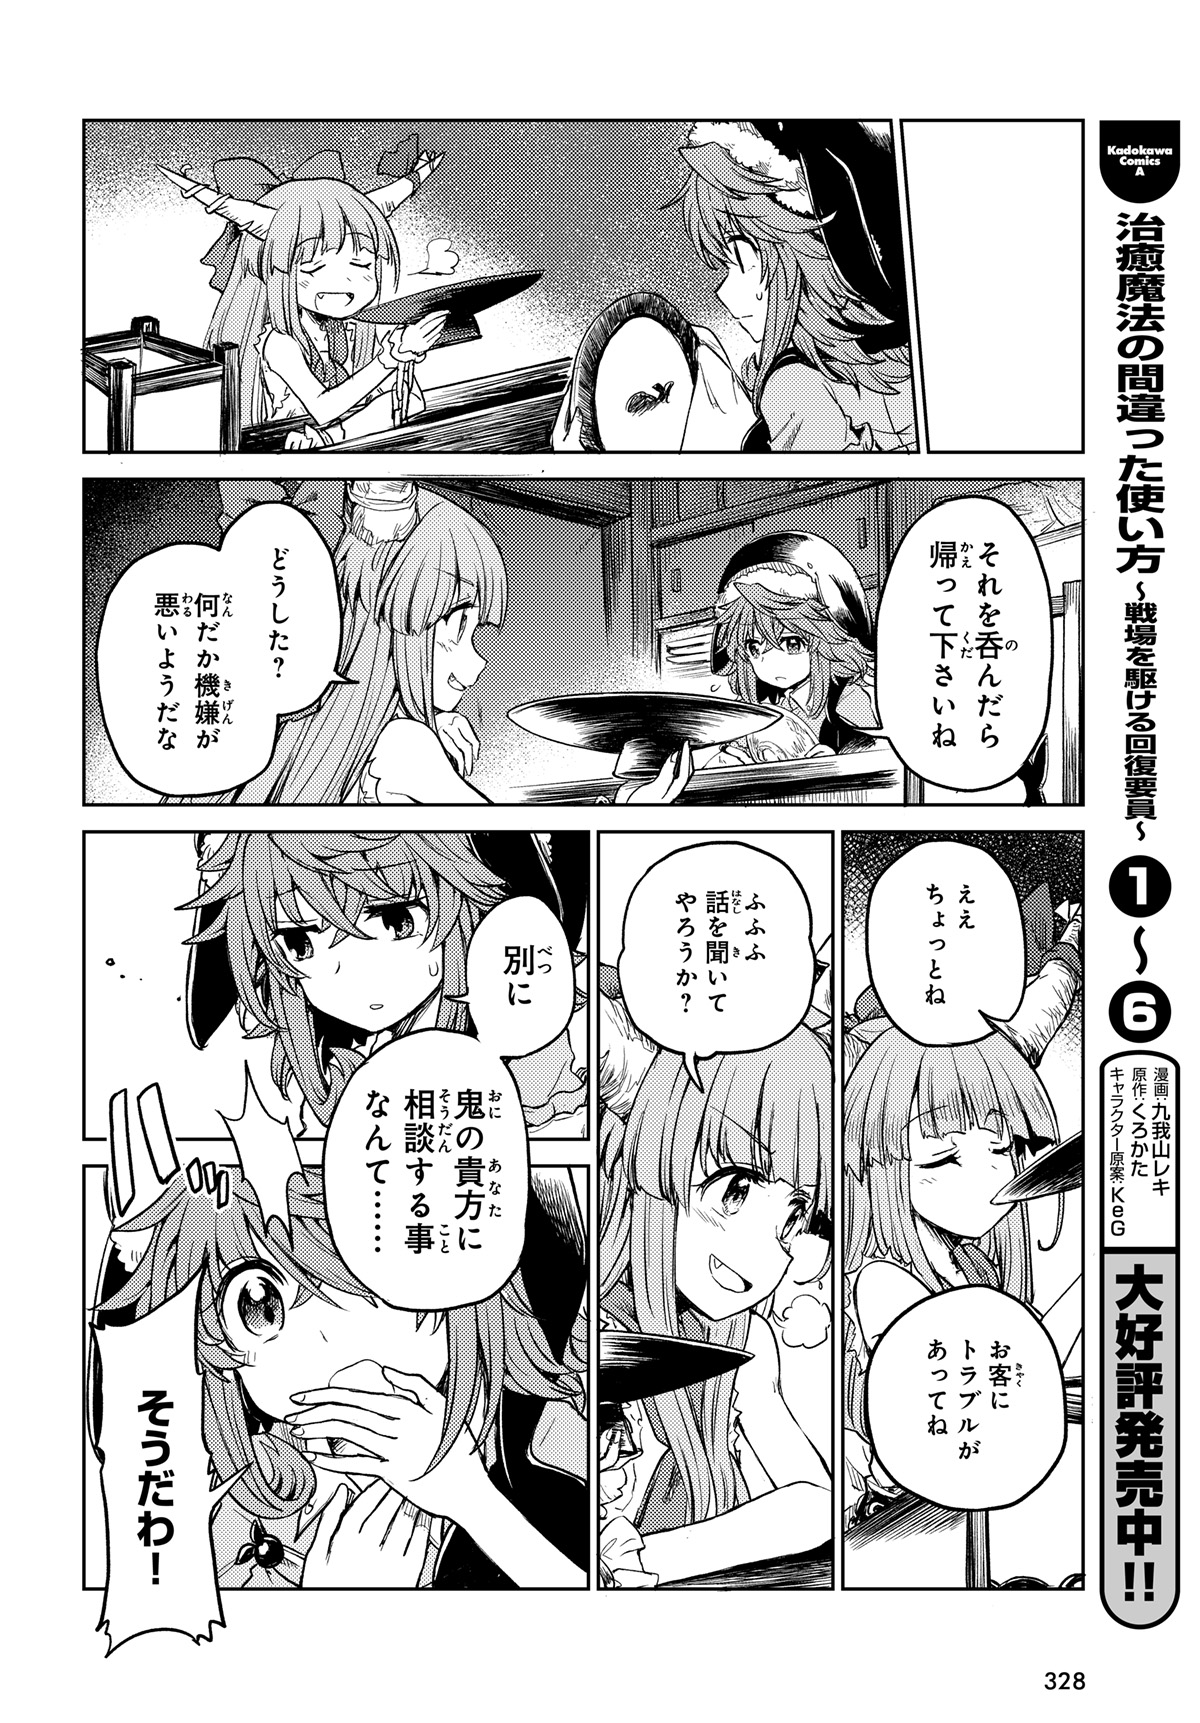 それを呑んだら
帰って下さいね
どうした?
何だか機嫌が
悪いようだな
ええ
ちょっとね
お客に
トラブルが
あってね
ふふふ
話を聞いて
やろうか?
別に
鬼の貴方に
相談する事
なんて……
そうだわ!
Kadokawa
Comics
A
治癒魔法の間違った使い方
~戦場を駆ける回復要員~
1~6
漫画:九我山レキ
原作:くろかた
キャラクター原案:KeG
大好評発売中!!
328